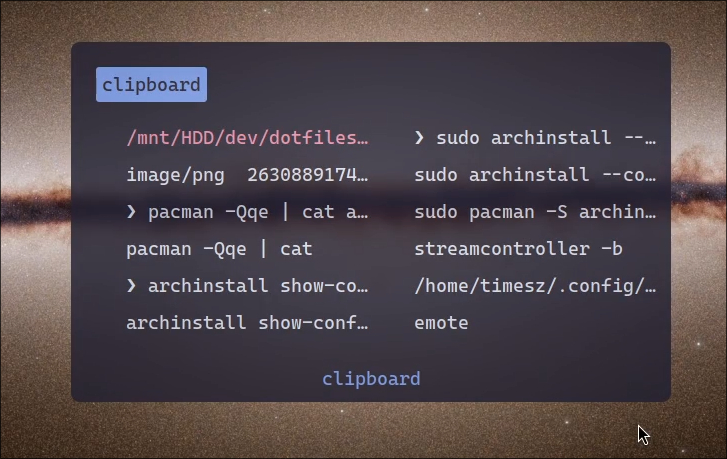 clipboard
/mnt/HDD/dev/dotfiles…
image/png  2630889174…
❯ pacman -Qqe | cat a…
pacman -Qqe | cat
❯ archinstall show-co…
archinstall show-conf…
❯ sudo archinstall --…
sudo archinstall --co…
sudo pacman -S archin…
streamcontroller -b
/home/timesz/.config/…
emote
clipboard